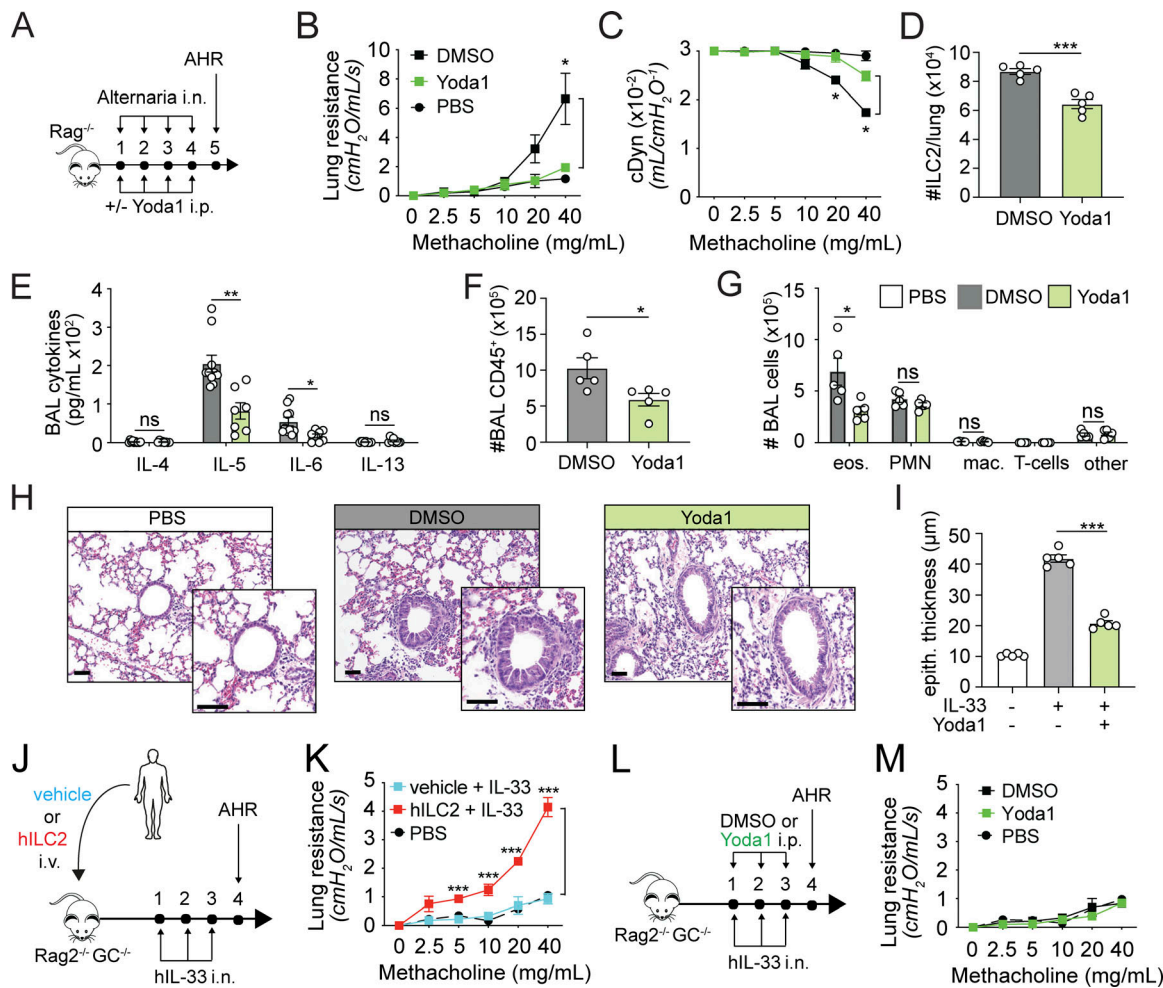 A
AHR
Alternaria i.n.
Rag-/-
1 2 3 4 5
+/- Yoda1 i.p.
B
Lung resistance
(cmH2O/mL/s)
10
8
6
4
2
0
DMSO
Yoda1
PBS
*
0 2.5 5 10 20 40
Methacholine (mg/mL)
C
cDyn (x10-2)
(mL/cmH2O-1)
3
2
1
0
*
*
0 2.5 5 10 20 40
Methacholine (mg/mL)
D
#ILC2/lung (x10⁴)
10
8
6
4
2
0
***
DMSO Yoda1
E
BAL cytokines
(pg/mL x10²)
4
3
2
1
0
ns
**
*
ns
IL-4 IL-5 IL-6 IL-13
F
#BAL CD45+ (x10⁵)
20
15
10
5
0
*
DMSO Yoda1
G
# BAL cells (x10⁵)
15
10
5
0
PBS DMSO Yoda1
*
ns
ns
ns
eos. PMN mac. T-cells other
H
PBS
DMSO
Yoda1
I
epith. thickness (µm)
50
40
30
20
10
0
***
IL-33 - + +
Yoda1 - - +
J
vehicle
or
hILC2
i.v.
AHR
1 2 3 4
Rag2-/- GC-/-
hIL-33 i.n.
K
Lung resistance
(cmH2O/mL/s)
5
4
3
2
1
0
vehicle + IL-33
hILC2 + IL-33
PBS
***
***
***
***
0 2.5 5 10 20 40
Methacholine (mg/mL)
L
AHR
DMSO or
Yoda1 i.p.
1 2 3 4
Rag2-/- GC-/-
hIL-33 i.n.
M
Lung resistance
(cmH2O/mL/s)
5
4
3
2
1
0
DMSO
Yoda1
PBS
0 2.5 5 10 20 40
Methacholine (mg/mL)